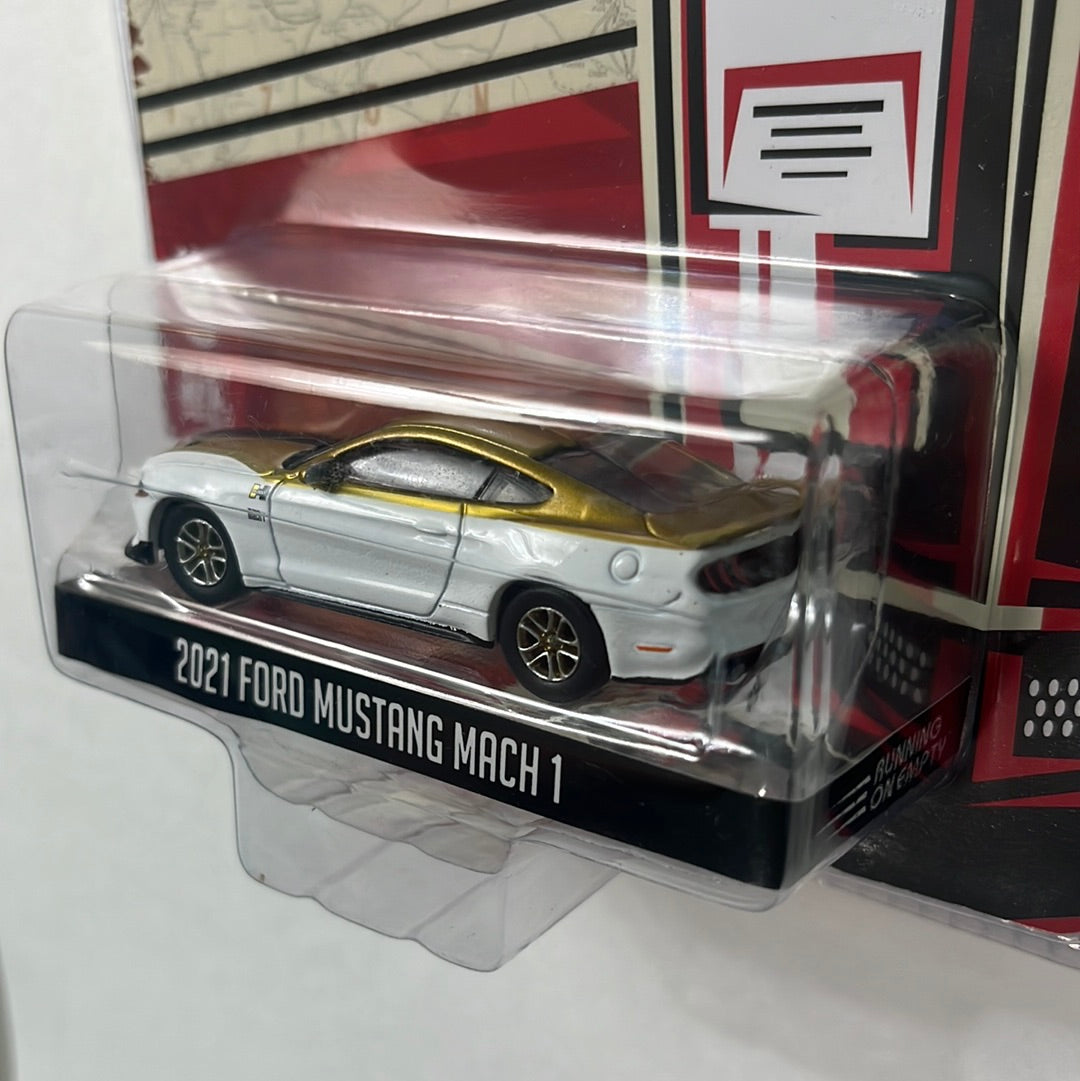 2021 FORD MUSTANG MACH 1
RUNNING
ON EMPTY